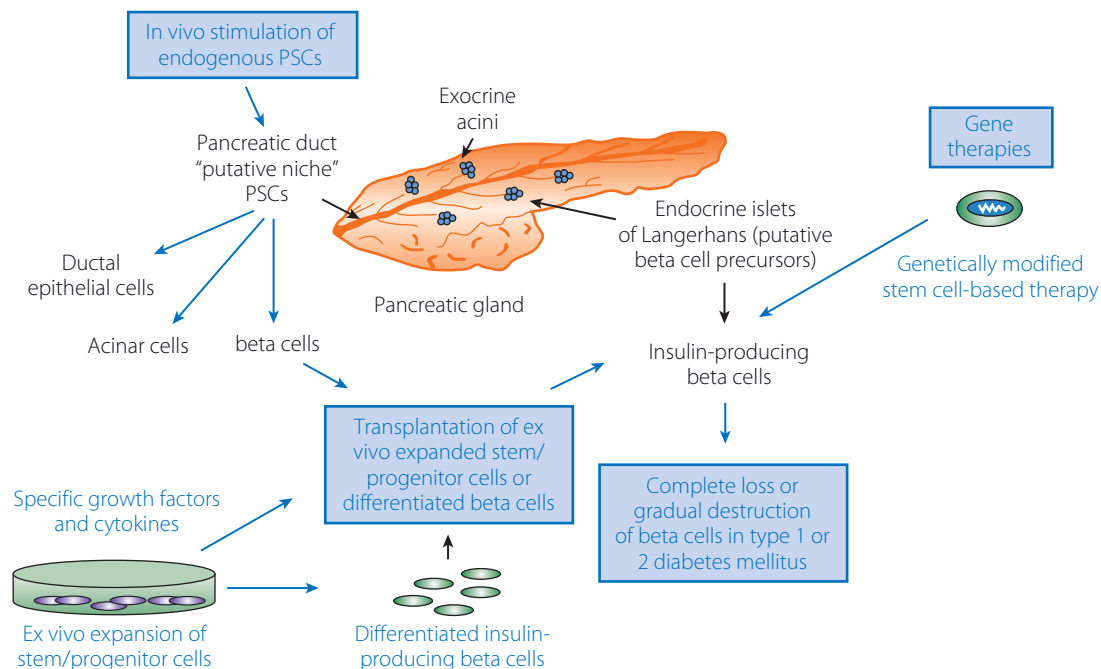 In vivo stimulation of
endogenous PSCs
Exocrine
acini
Pancreatic duct
“putative niche”
PSCs
Gene
therapies
Endocrine islets
of Langerhans (putative
beta cell precursors)
Ductal
epithelial cells
Genetically modified
stem cell-based therapy
Pancreatic gland
Acinar cells
beta cells
Insulin-producing
beta cells
Transplantation of ex
vivo expanded stem/
progenitor cells or
differentiated beta cells
Complete loss or
gradual destruction
of beta cells in type 1 or
2 diabetes mellitus
Specific growth factors
and cytokines
Ex vivo expansion of
stem/progenitor cells
Differentiated insulin-
producing beta cells